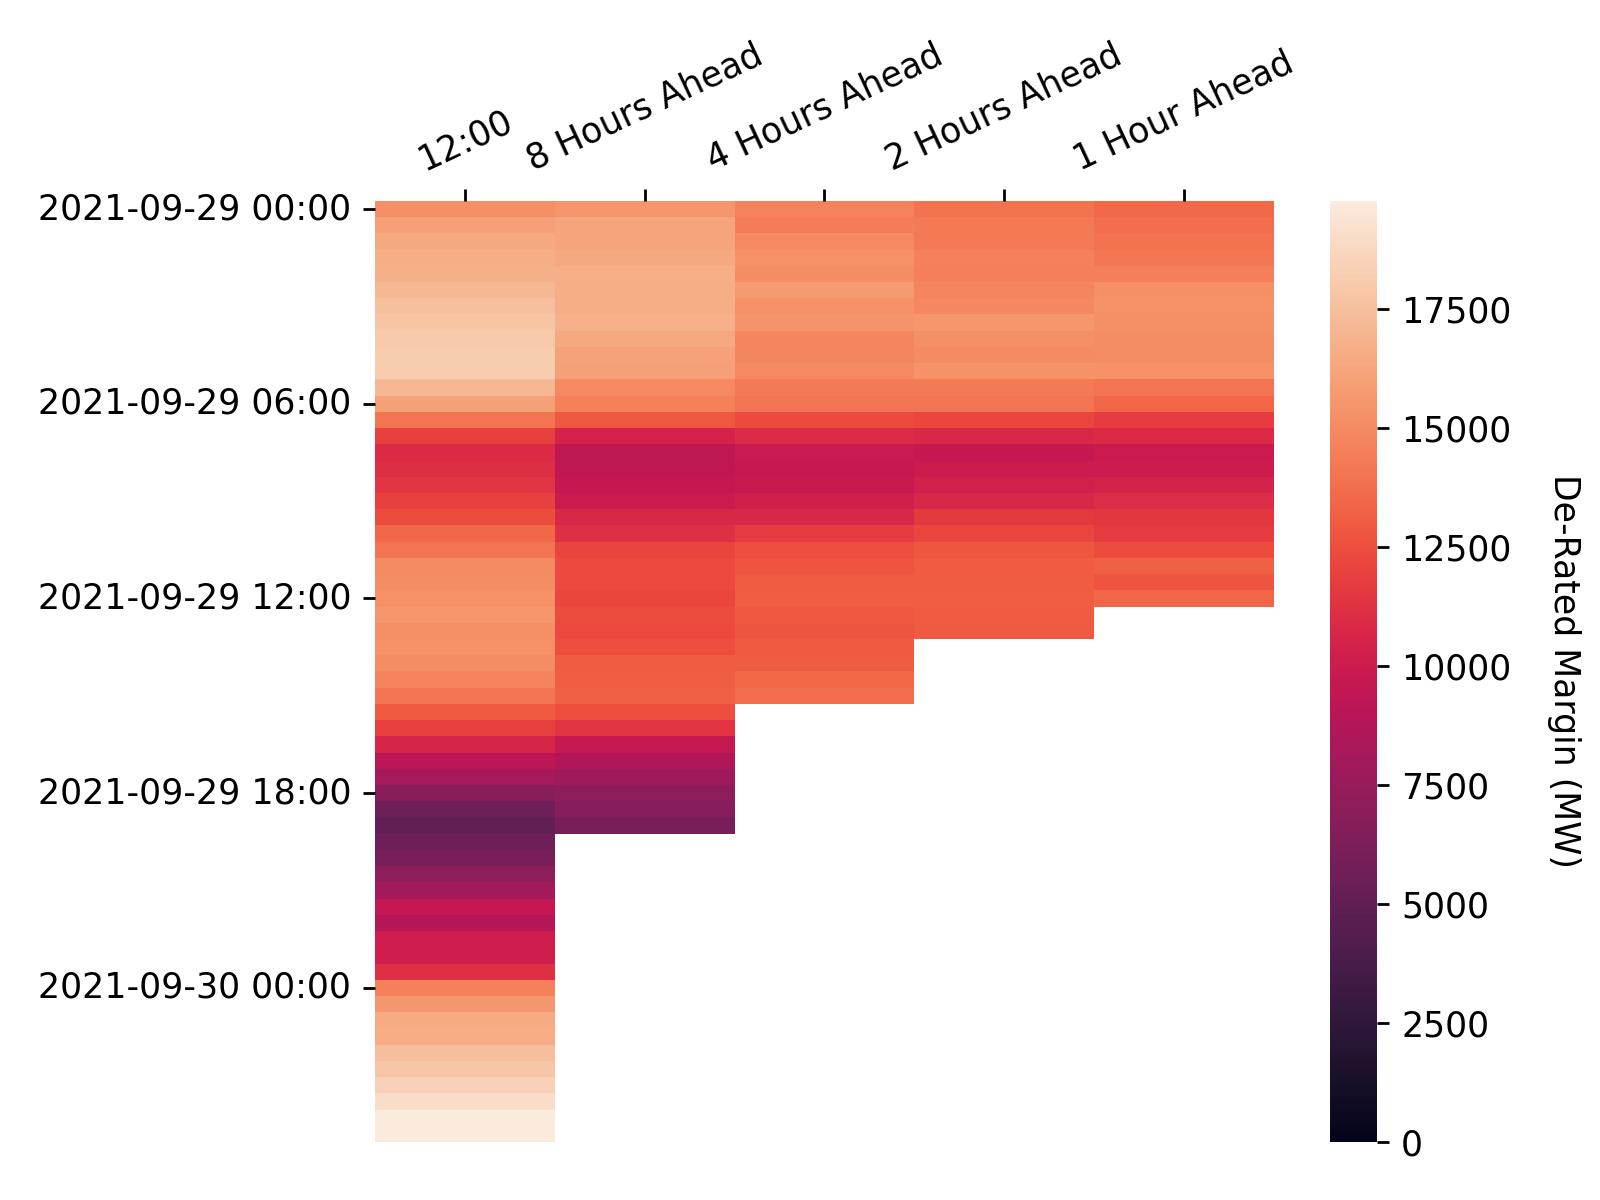 12:00
8 Hours Ahead
4 Hours Ahead
2 Hours Ahead
1 Hour Ahead
2021-09-29 00:00
2021-09-29 06:00
2021-09-29 12:00
2021-09-29 18:00
2021-09-30 00:00
17500
15000
12500
10000
7500
5000
2500
0
De-Rated Margin (MW)